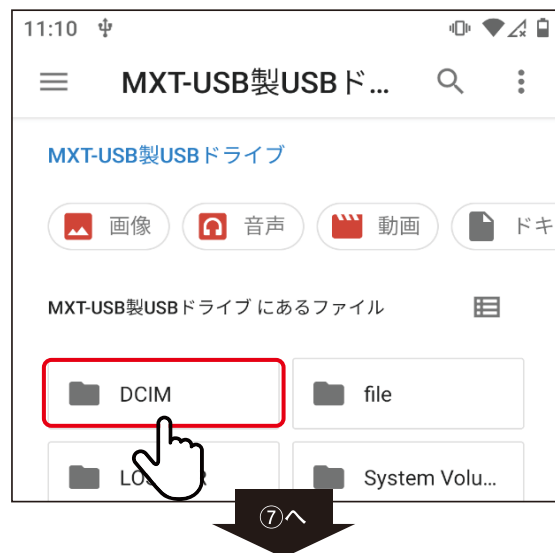 11:10
MXT-USB製USBド...
MXT-USB製USBドライブ
画像 音声 動画 ドキ
MXT-USB製USBドライブ にあるファイル
DCIM file
System Volu...
⑦へ